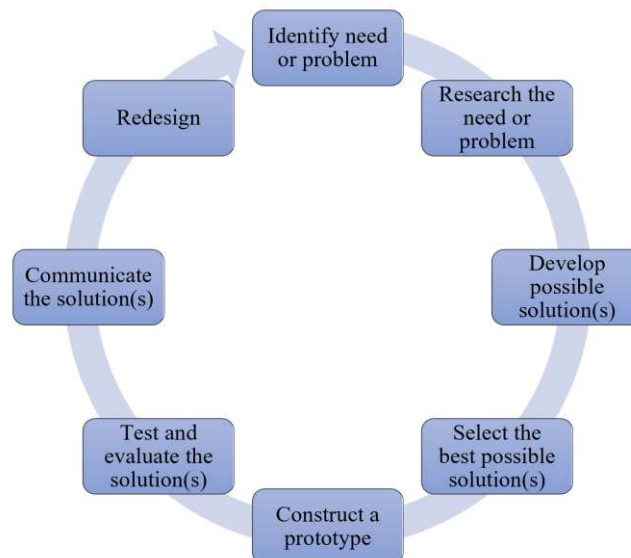 Identify need
or problem
Research the
need or
problem
Develop
possible
solution(s)
Select the
best possible
solution(s)
Construct a
prototype
Test and
evaluate the
solution(s)
Communicate
the solution(s)
Redesign